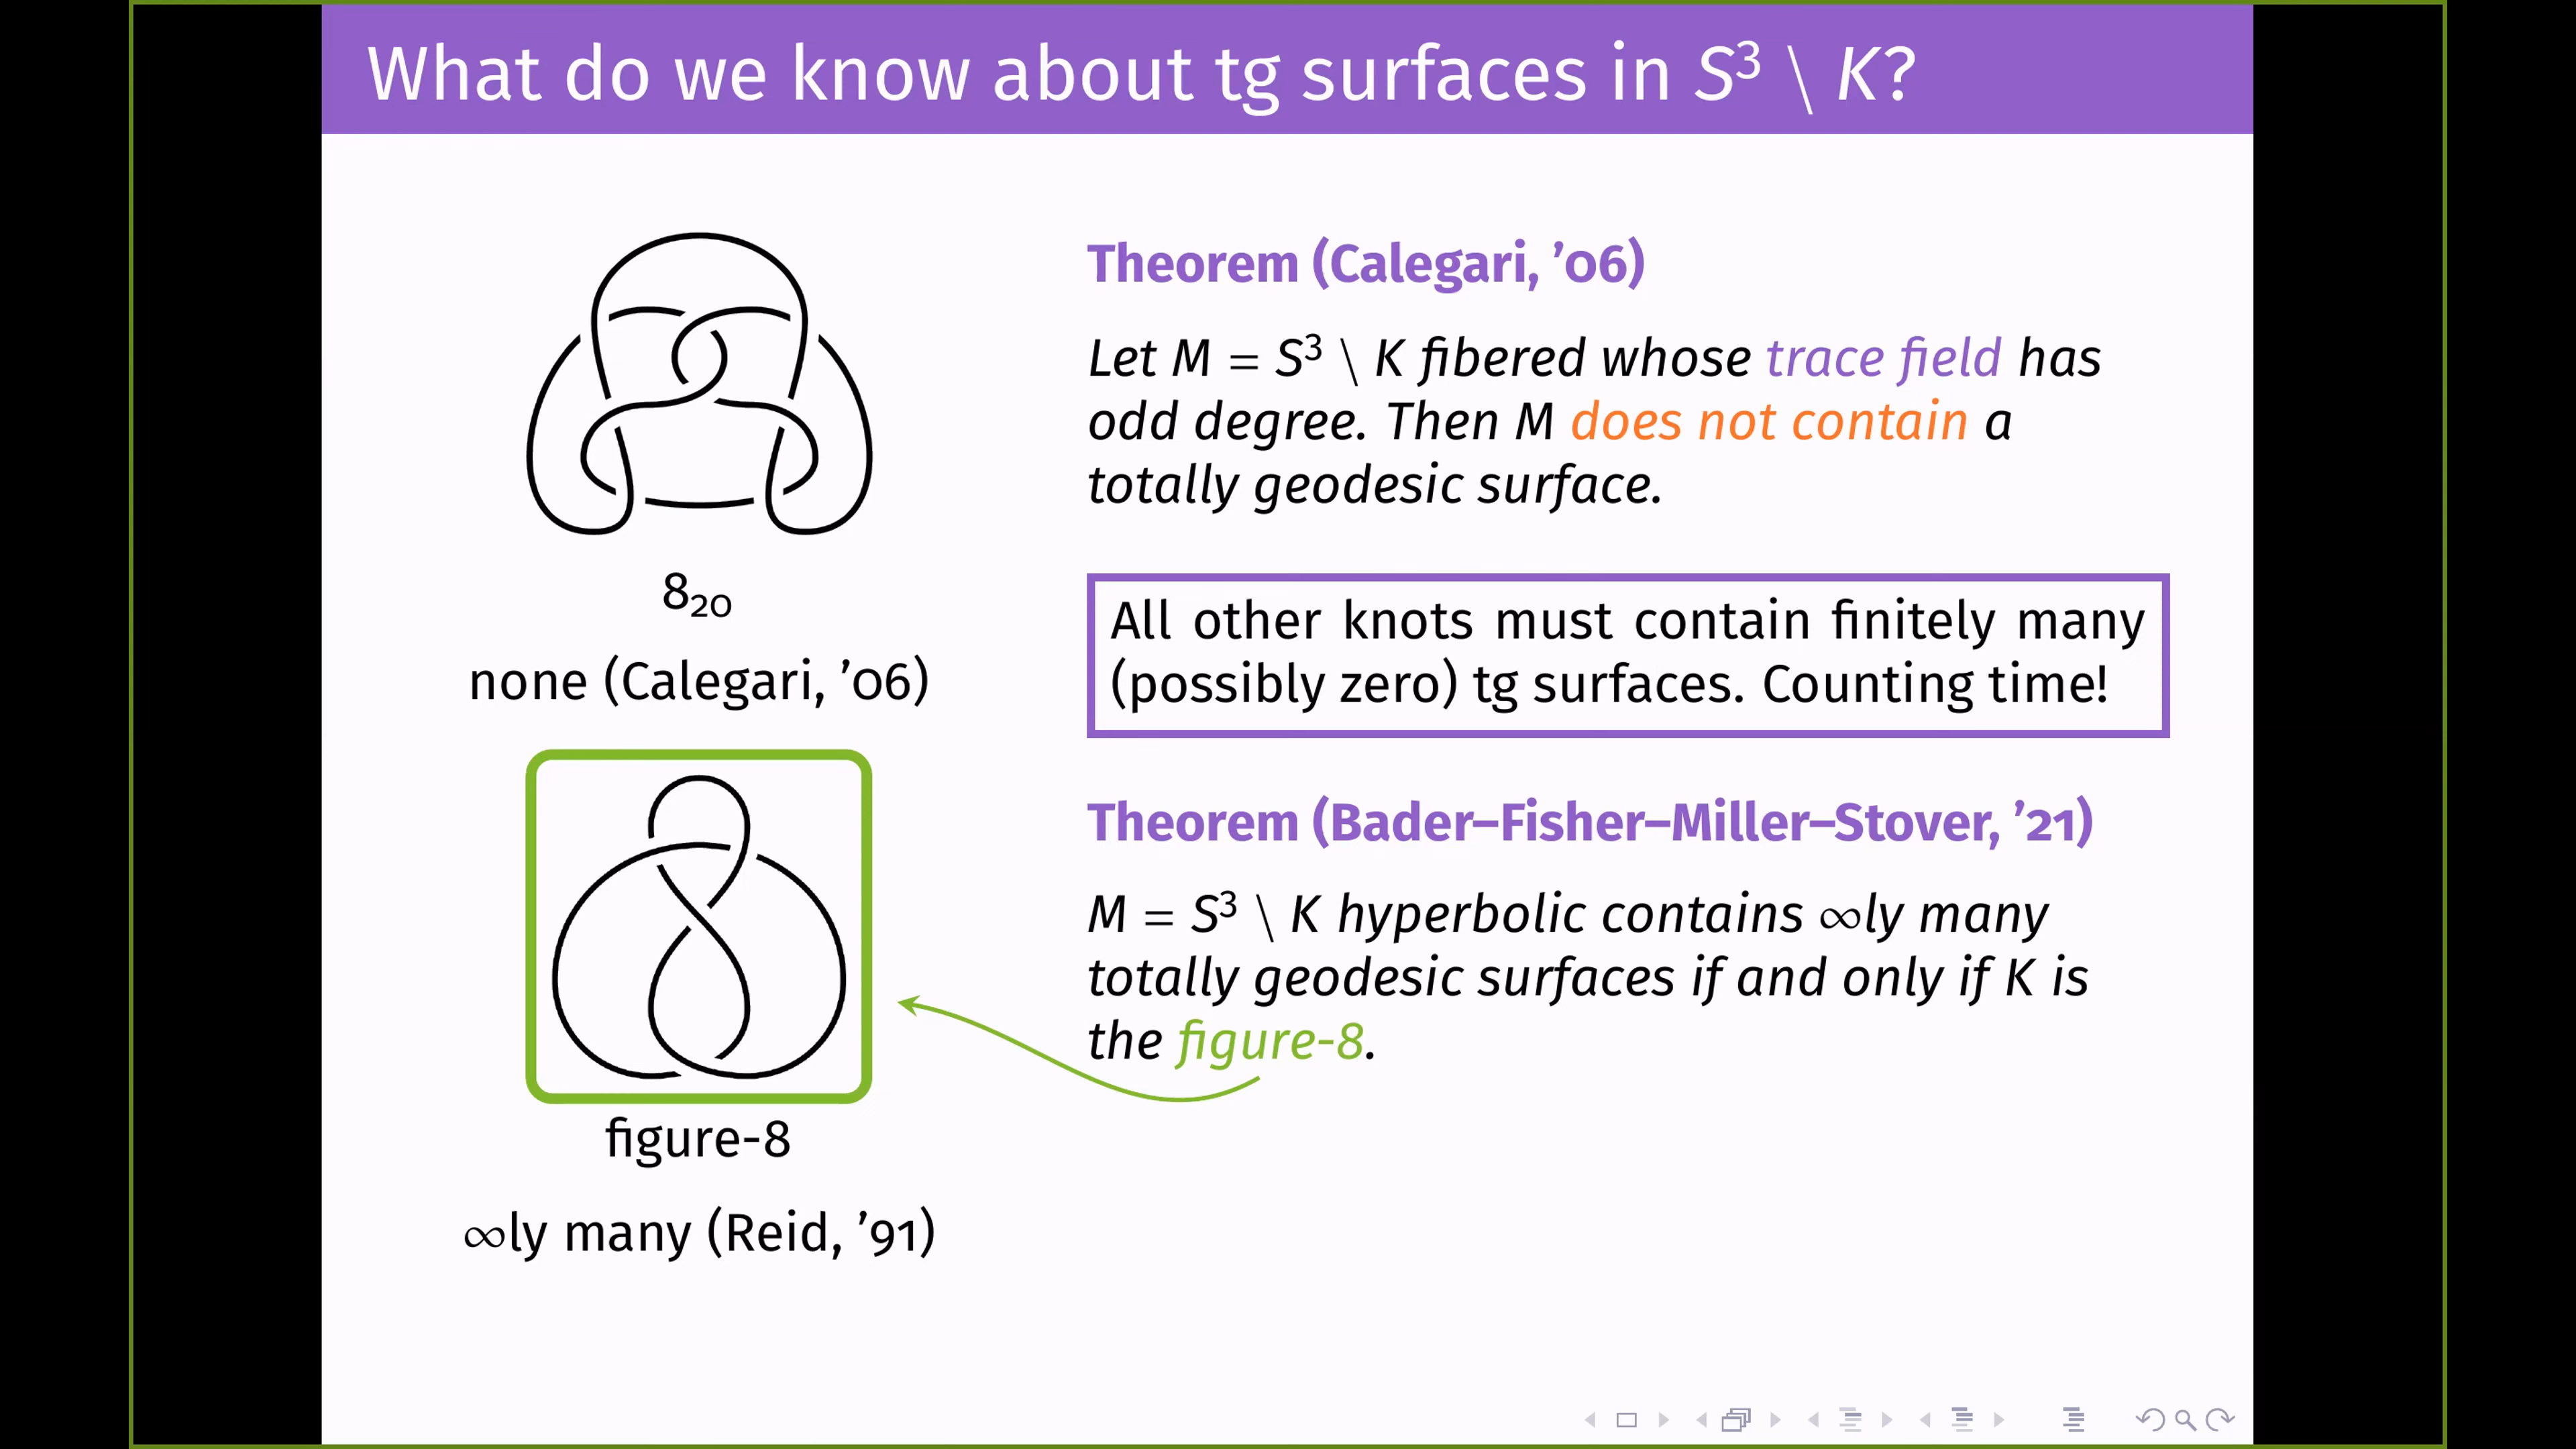 What do we know about tg surfaces in S³ \ K?
8₂₀
none (Calegari, ’06)
figure-8
∞ly many (Reid, ’91)
Theorem (Calegari, ’06)
Let M = S³ \ K fibered whose trace field has
odd degree. Then M does not contain a
totally geodesic surface.
All other knots must contain finitely many
(possibly zero) tg surfaces. Counting time!
Theorem (Bader–Fisher–Miller–Stover, ’21)
M = S³ \ K hyperbolic contains ∞ly many
totally geodesic surfaces if and only if K is
the figure-8.